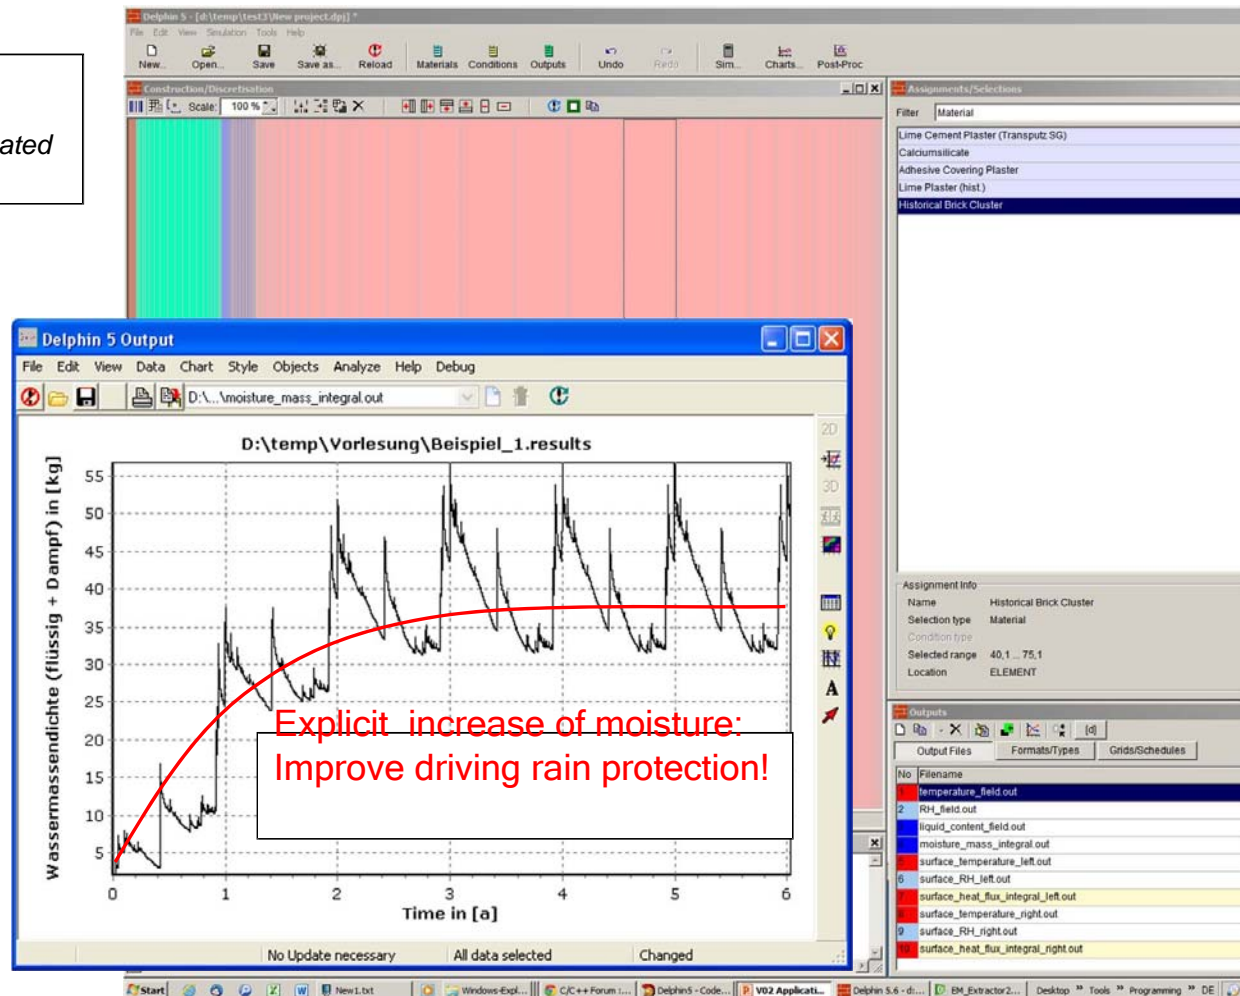 Delphin 5 - [d:\temp\test3\New project.dpj] *
File Edit View Simulation Tools Help
New... Open... Save Save as... Reload Materials Conditions Outputs Undo Redo Sim... Charts... Post-Proc
ated
Construction/Discretisation
Scale: 100 %
Assignments/Selections
Filter Material
Lime Cement Plaster (Transputz SG)
Calciumsilicate
Adhesive Covering Plaster
Lime Plaster (hist.)
Historical Brick Cluster
Delphin 5 Output
File Edit View Data Chart Style Objects Analyze Help Debug
D:\...\moisture_mass_integral.out
2D
3D
A
D:\temp\Vorlesung\Beispiel_1.results
Wassermassendichte (flüssig + Dampf) in [kg]
55
50
45
40
35
30
25
20
15
10
5
0 1 2 3 4 5 6
Time in [a]
Explicit increase of moisture:
Improve driving rain protection!
No Update necessary All data selected Changed
Assignment Info
Name Historical Brick Cluster
Selection type Material
Condition type
Selected range 40,1 ... 75,1
Location ELEMENT
Outputs
[d]
Output Files Formats/Types Grids/Schedules
No Filename
1 temperature_field.out
2 RH_field.out
liquid_content_field.out
moisture_mass_integral.out
surface_temperature_left.out
6 surface_RH_left.out
7 surface_heat_flux_integral_left.out
surface_temperature_right.out
9 surface_RH_right.out
10 surface_heat_flux_integral_right.out
Start New1.txt Windows-Expl... C/C++ Forum :... Delphin5 - Code... V02 Applicati... Delphin 5.6 - d:... EM_Extractor2... Desktop » Tools » Programming » DE